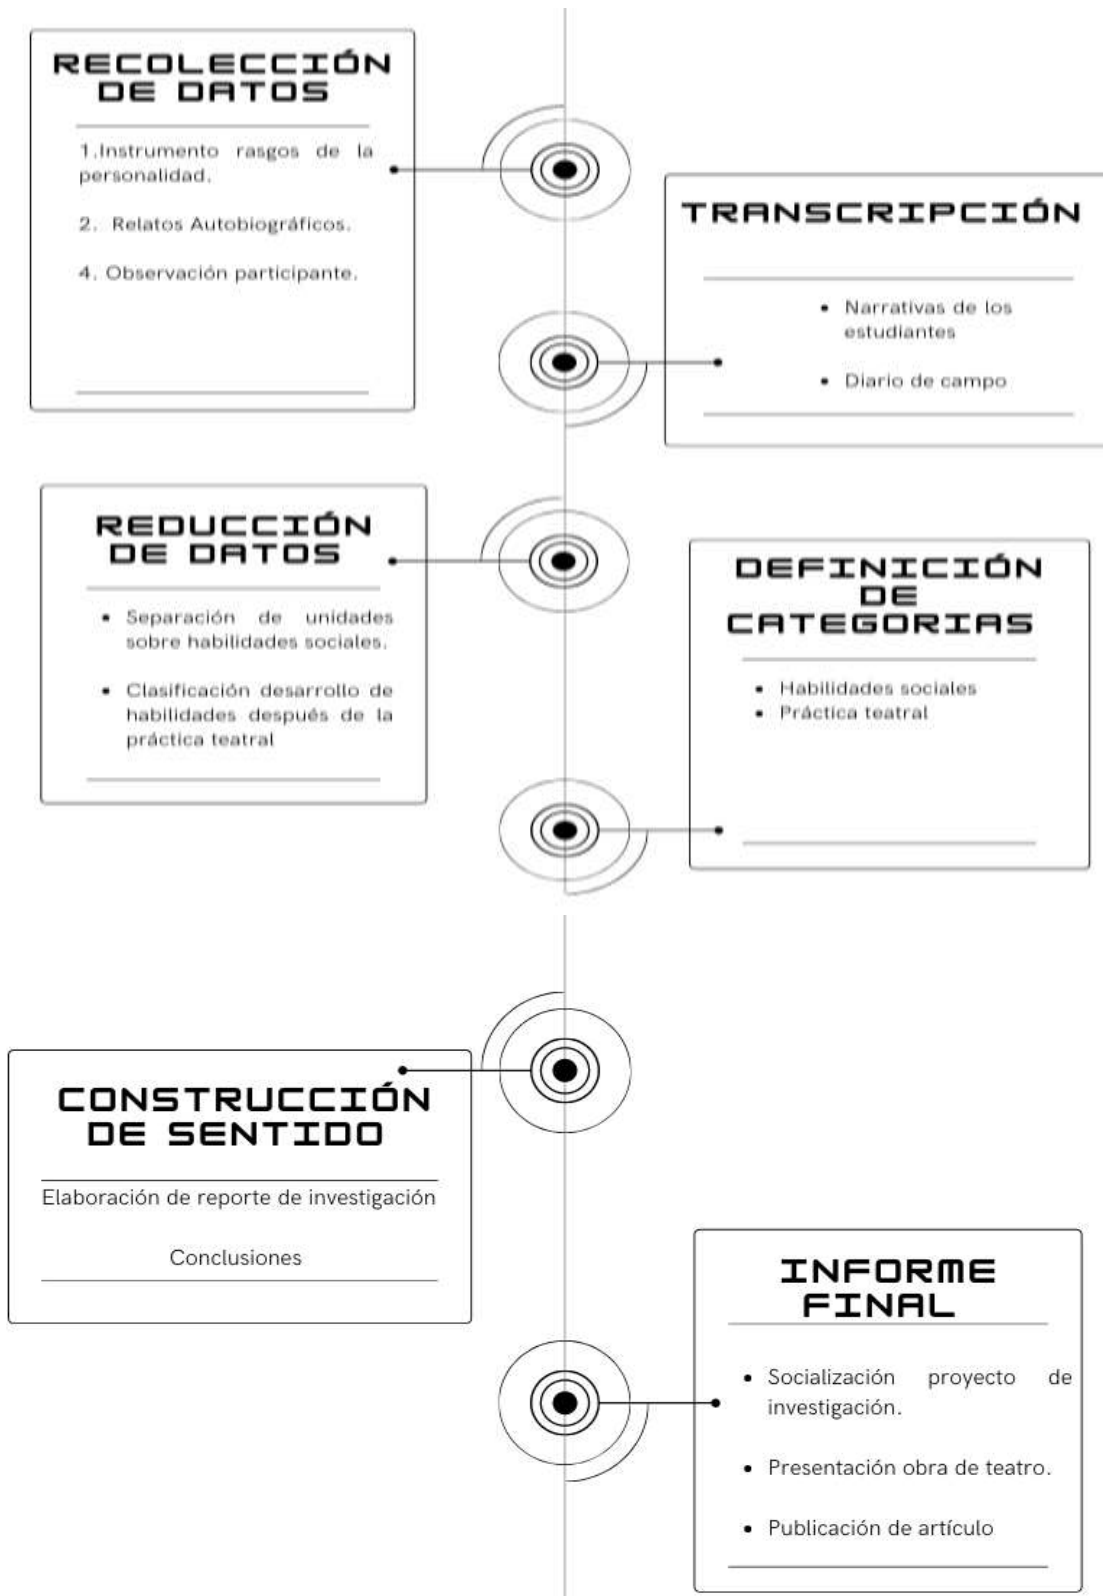 RECOLECCIÓN
DE DATOS
1.Instrumento rasgos de la
personalidad.
2. Relatos Autobiográficos.
4. Observación participante.
TRANSCRIPCIÓN
Narrativas de los
estudiantes
Diario de campo
REDUCCIÓN
DE DATOS
Separación de unidades
sobre habilidades sociales.
Clasificación desarrollo de
habilidades después de la
práctica teatral
DEFINICIÓN
DE
CATEGORIAS
Habilidades sociales
Práctica teatral
CONSTRUCCIÓN
DE SENTIDO
Elaboración de reporte de investigación
Conclusiones
INFORME
FINAL
Socialización proyecto de
investigación.
Presentación obra de teatro.
Publicación de artículo